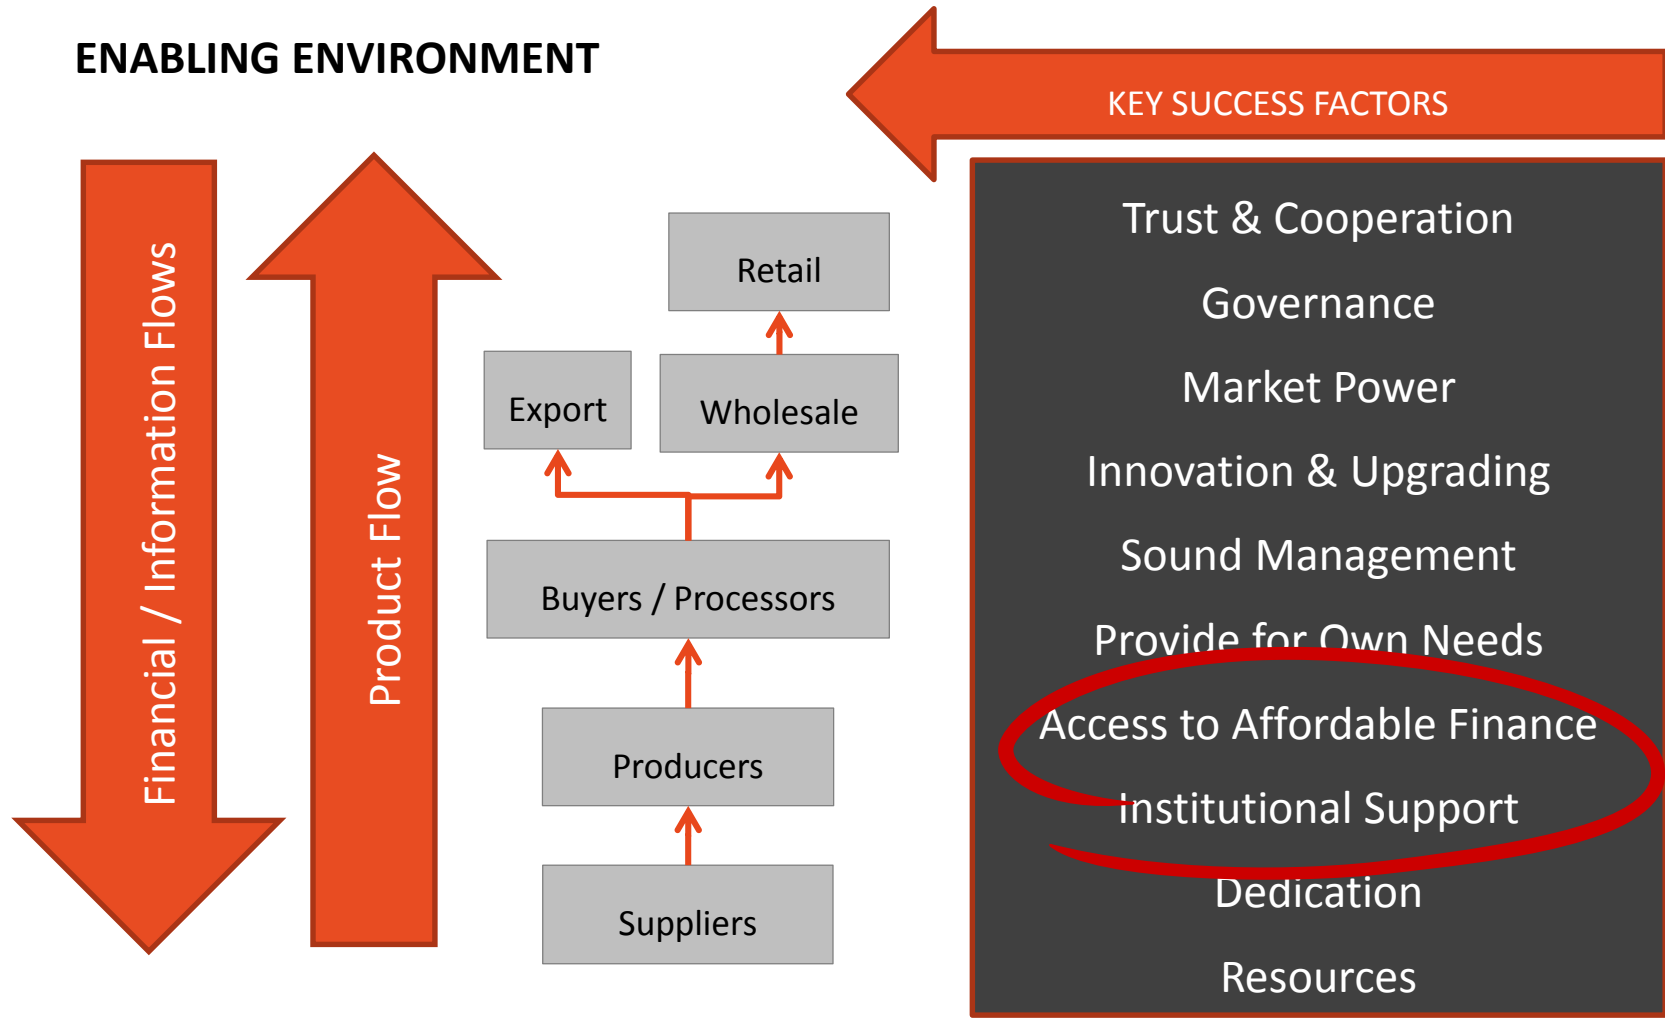 ENABLING ENVIRONMENT
KEY SUCCESS FACTORS
Financial / Information Flows
Product Flow
Retail
Export
Wholesale
Buyers / Processors
Producers
Suppliers
Trust & Cooperation
Governance
Market Power
Innovation & Upgrading
Sound Management
Provide for Own Needs
Access to Affordable Finance
Institutional Support
Dedication
Resources